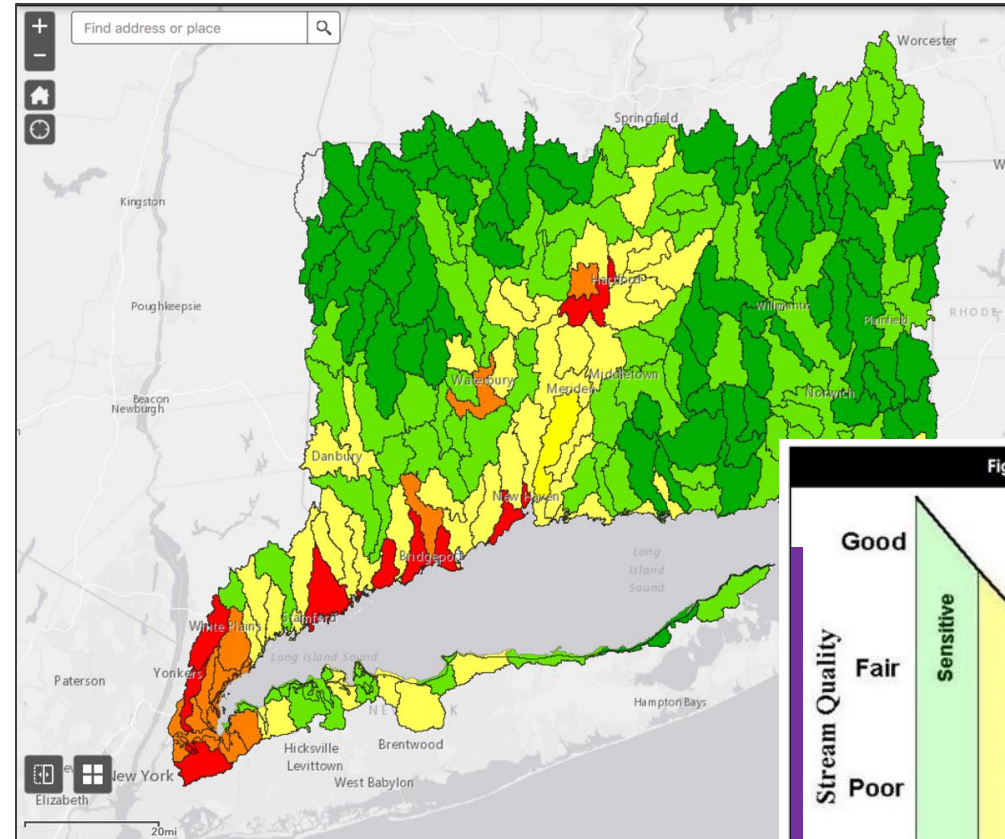 +
Find address or place
−
Worcester
Springfield
W
Kingston
Hartford
Poughkeepsie
Willimantic
Plainfield
RHODE
Waterbury
Middletown
Meriden
Beacon
Newburgh
Norwich
Danbury
New Haven
Bridgeport
Long
Island
Sound
Stamford
White Plains
Long Island Sound
Yonkers
Paterson
Hampton Bays
Hicksville
Levittown
Brentwood
New York
West Babylon
Elizabeth
20mi
Fig
Good
Fair
Poor
Stream Quality
Sensitive